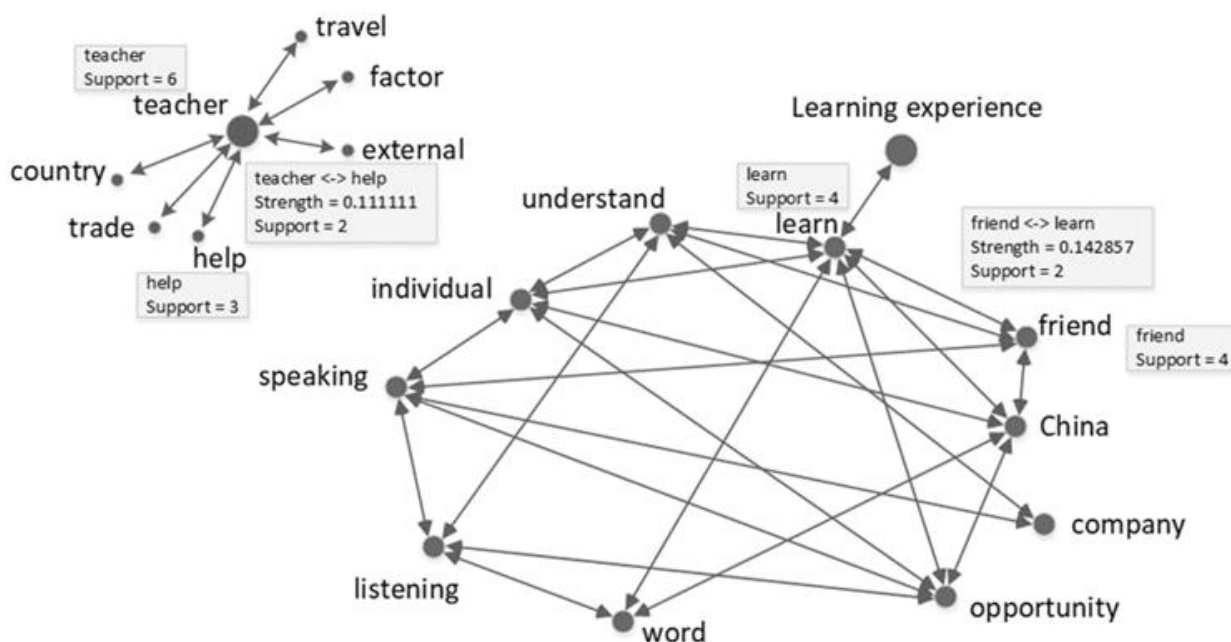 travel
teacher
Support = 6
factor
teacher
external
country
teacher <-> help
Strength = 0.111111
Support = 2
trade
help
help
Support = 3
Learning experience
learn
Support = 4
understand
learn
friend <-> learn
Strength = 0.142857
Support = 2
individual
friend
friend
Support = 4
speaking
China
company
listening
opportunity
word